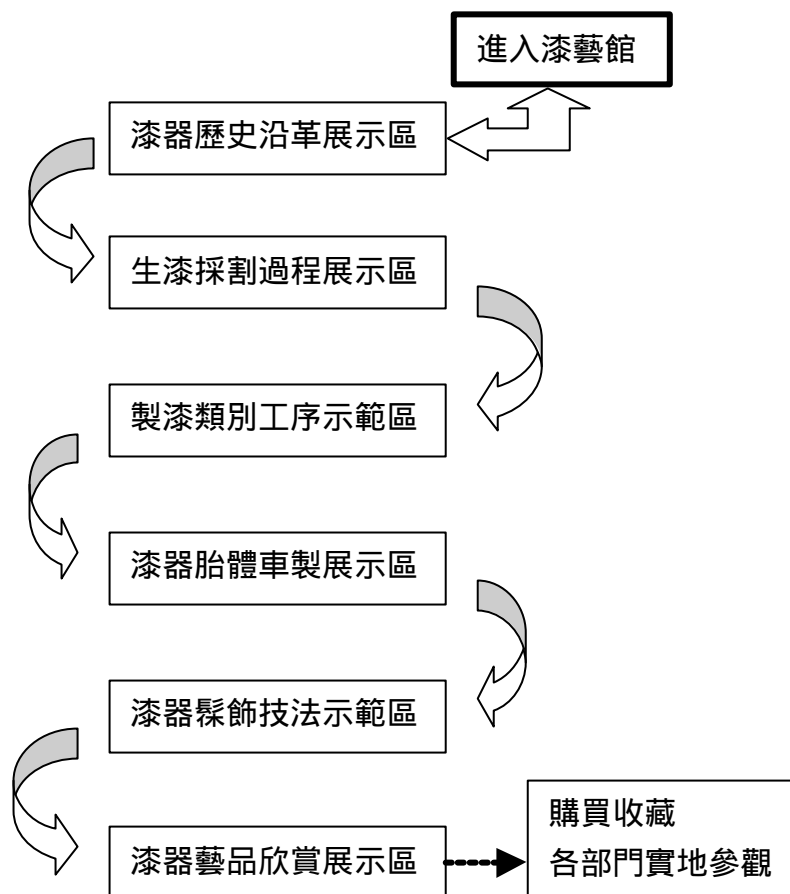 進入漆藝館
漆器歷史沿革展示區
生漆採割過程展示區
製漆類別工序示範區
漆器胎體車製展示區
漆器髹飾技法示範區
漆器藝品欣賞展示區
購買收藏
各部門實地參觀